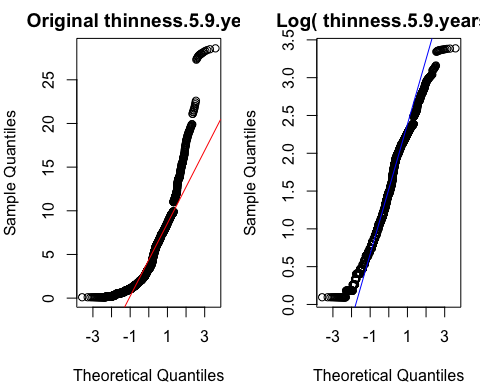 Original thinness.5.9.ye
Sample Quantiles
0 5 10 15 20 25
-3 -1 1 3
Theoretical Quantiles
Log( thinness.5.9.years
Sample Quantiles
0.0 0.5 1.0 1.5 2.0 2.5 3.0 3.5
-3 -1 1 3
Theoretical Quantiles